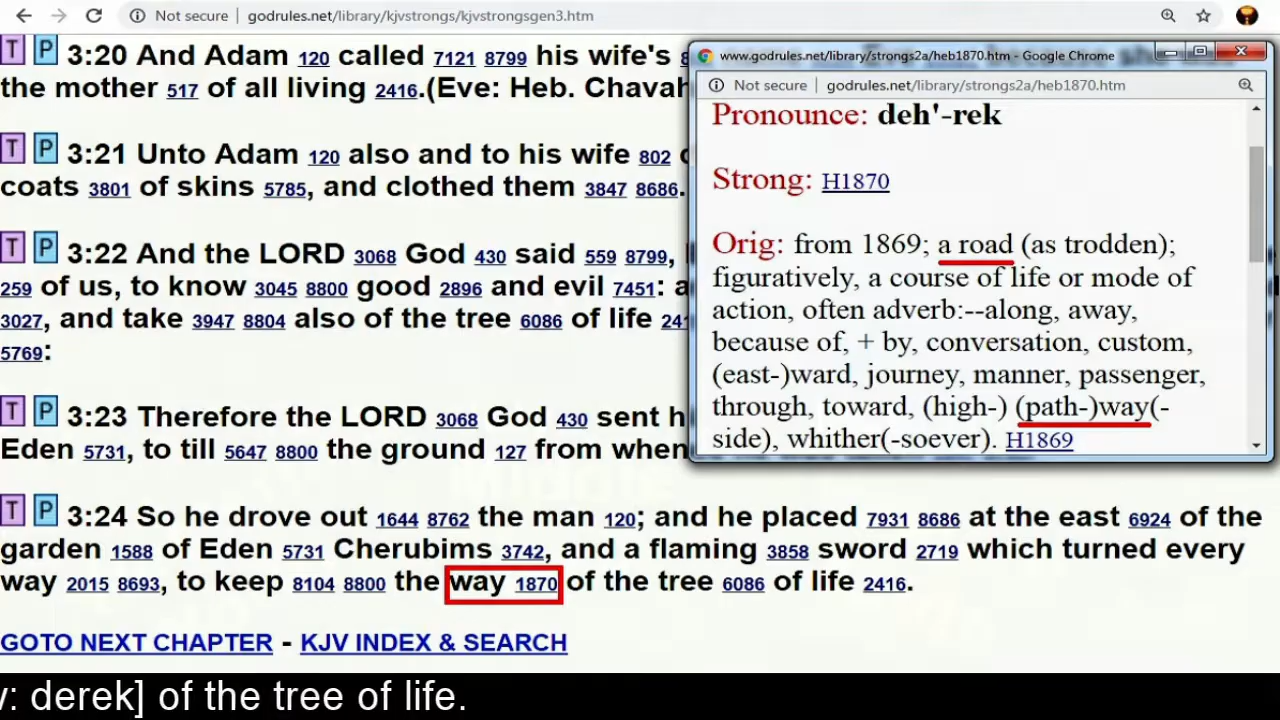 Not secure | godrules.net/library/kjvstrongs/kjvstrongsgen3.htm
T P 3:20 And Adam 120 called 7121 8799 his wife's
the mother 517 of all living 2416.(Eve: Heb. Chavah
T P 3:21 Unto Adam 120 also and to his wife 802
coats 3801 of skins 5785, and clothed them 3847 8686.
T P 3:22 And the LORD 3068 God 430 said 559 8799,
259 of us, to know 3045 8800 good 2896 and evil 7451:
3027, and take 3947 8804 also of the tree 6086 of life
5769:
T P 3:23 Therefore the LORD 3068 God 430 sent
Eden 5731, to till 5647 8800 the ground 127 from
T P 3:24 So he drove out 1644 8762 the man 120; and he placed 7931 8686 at the east 6924 of the
garden 1588 of Eden 5731 Cherubims 3742, and a flaming 3858 sword 2719 which turned every
way 2015 8693, to keep 8104 8800 the way 1870 of the tree 6086 of life 2416.
GOTO NEXT CHAPTER - KJV INDEX & SEARCH
www.godrules.net/library/strongs2a/heb1870.htm - Google Chrome
Not secure | godrules.net/library/strongs2a/heb1870.htm
Pronounce: deh'-rek
Strong: H1870
Orig: from 1869; a road (as trodden);
figuratively, a course of life or mode of
action, often adverb:--along, away,
because of, + by, conversation, custom,
(east-)ward, journey, manner, passenger,
through, toward, (high-) (path-)way(-
side), whither(-soever). H1869
: derek] of the tree of life.